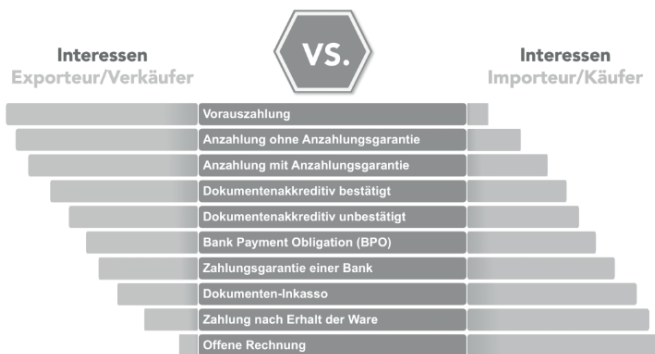 VS.
Interessen
Exporteur/Verkäufer
Interessen
Importeur/Käufer
Vorauszahlung
Anzahlung ohne Anzahlungsgarantie
Anzahlung mit Anzahlungsgarantie
Dokumentenakkreditiv bestätigt
Dokumentenakkreditiv unbestätigt
Bank Payment Obligation (BPO)
Zahlungsgarantie einer Bank
Dokumenten-Inkasso
Zahlung nach Erhalt der Ware
Offene Rechnung